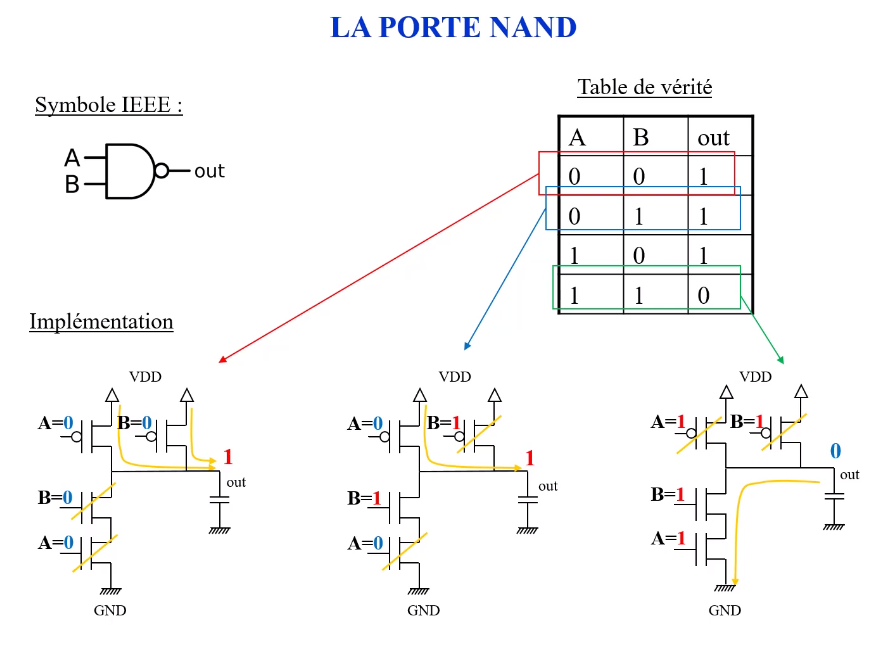 LA PORTE NAND
Symbole IEEE :
A
B
out
Table de vérité
A B out
0 0 1
0 1 1
1 0 1
1 1 0
Implémentation
VDD
A=0 B=0
1
out
B=0
A=0
GND
VDD
A=0 B=1
1
out
B=1
A=0
GND
VDD
A=1 B=1
0
out
B=1
A=1
GND